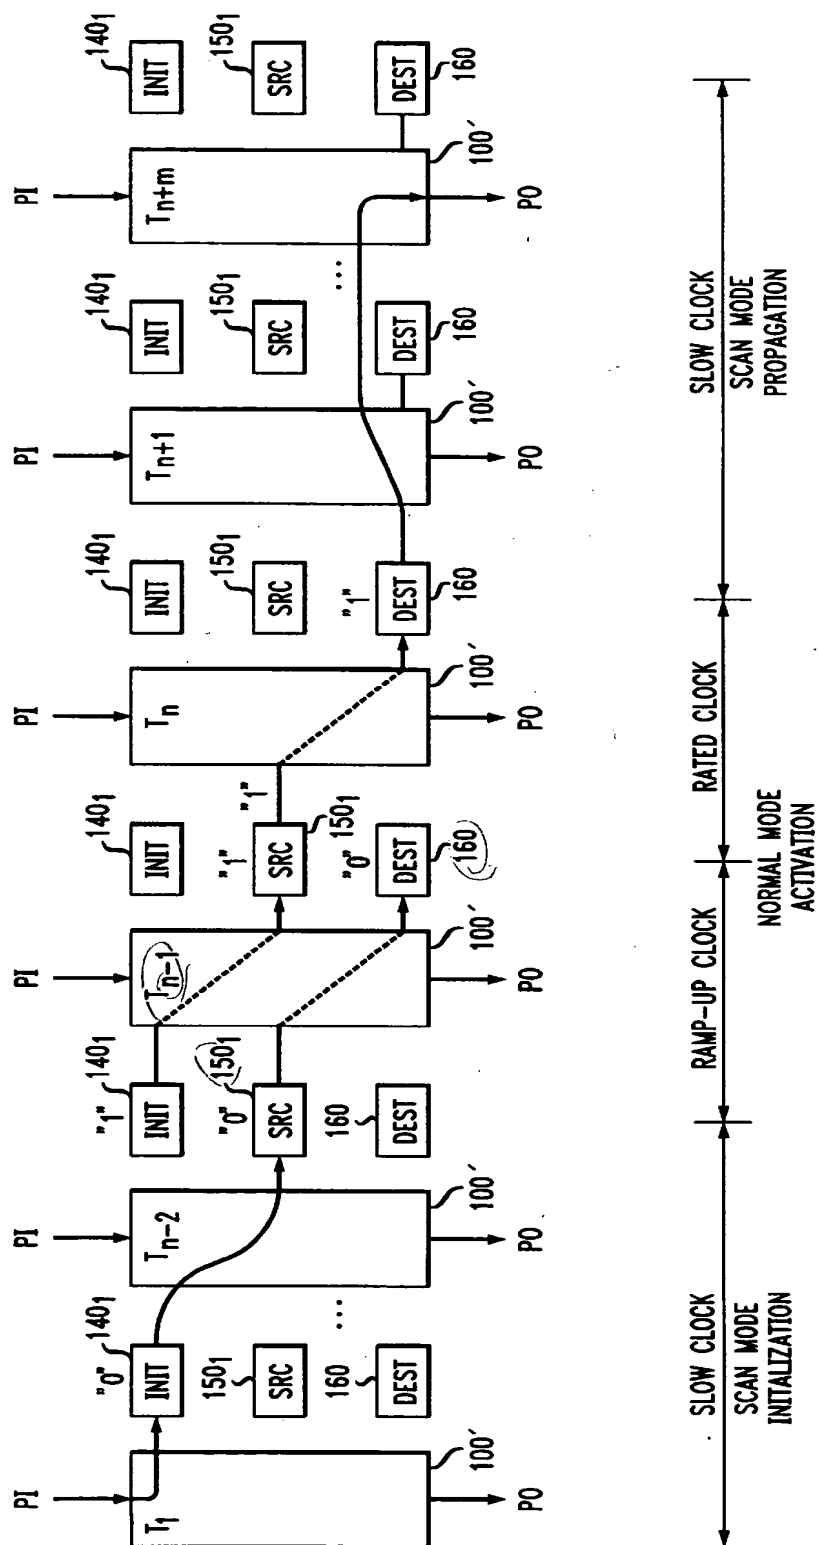 PI PI PI PI PI PI
"0" 140₁ "1" 140₁ 140₁ 140₁ 140₁ 140₁
T₁ INIT Tₙ₋₂ INIT Tₙ₋₁ INIT Tₙ INIT Tₙ₊₁ INIT Tₙ₊ₘ INIT
150₁ "0" 150₁ "1" 150₁ 150₁ 150₁
SRC SRC SRC "1" SRC SRC SRC
150₁
160 ... 160 "0" "1" ...
DEST DEST DEST DEST DEST DEST
160 160 160 160
100′ 100′ 100′ 100′ 100′ 100′
PO PO PO PO PO PO
SLOW CLOCK
SCAN MODE
INITALIZATION
RAMP-UP CLOCK
RATED CLOCK
NORMAL MODE
ACTIVATION
SLOW CLOCK
SCAN MODE
PROPAGATION